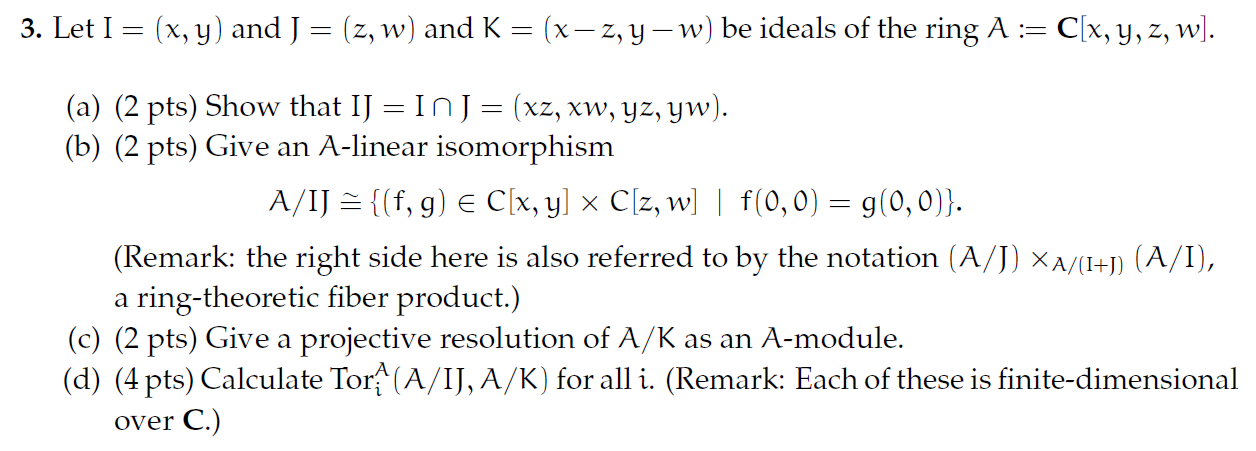 3. Let I = (x, y) and J = (z, w) and K = (x − z, y − w) be ideals of the ring A := C[x, y, z, w].
(a) (2 pts) Show that IJ = I ∩ J = (xz, xw, yz, yw).
(b) (2 pts) Give an A-linear isomorphism
A/IJ ≅ {(f, g) ∈ C[x, y] × C[z, w] | f(0, 0) = g(0, 0)}.
(Remark: the right side here is also referred to by the notation (A/J) ×_{A/(I+J)} (A/I),
a ring-theoretic fiber product.)
(c) (2 pts) Give a projective resolution of A/K as an A-module.
(d) (4 pts) Calculate Tor_i^A(A/IJ, A/K) for all i. (Remark: Each of these is finite-dimensional
over C.)